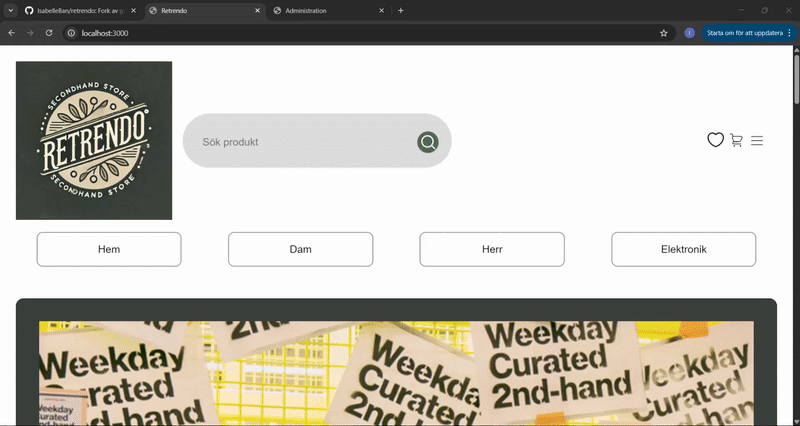 IsabelleBan/retrendo: Fork av
Retrendo
Administration
localhost:3000
Starta om för att uppdatera
SECONDHAND STORE
RETRENDO
SECONDHAND STORE
Sök produkt
Hem
Dam
Herr
Elektronik
Weekday
Curated
2nd-hand
Weekday
Curated
2nd-hand
Weekday
Curated
2nd-hand
Weekday
Curated
2nd-hand
Weekday
Curated
2nd-hand